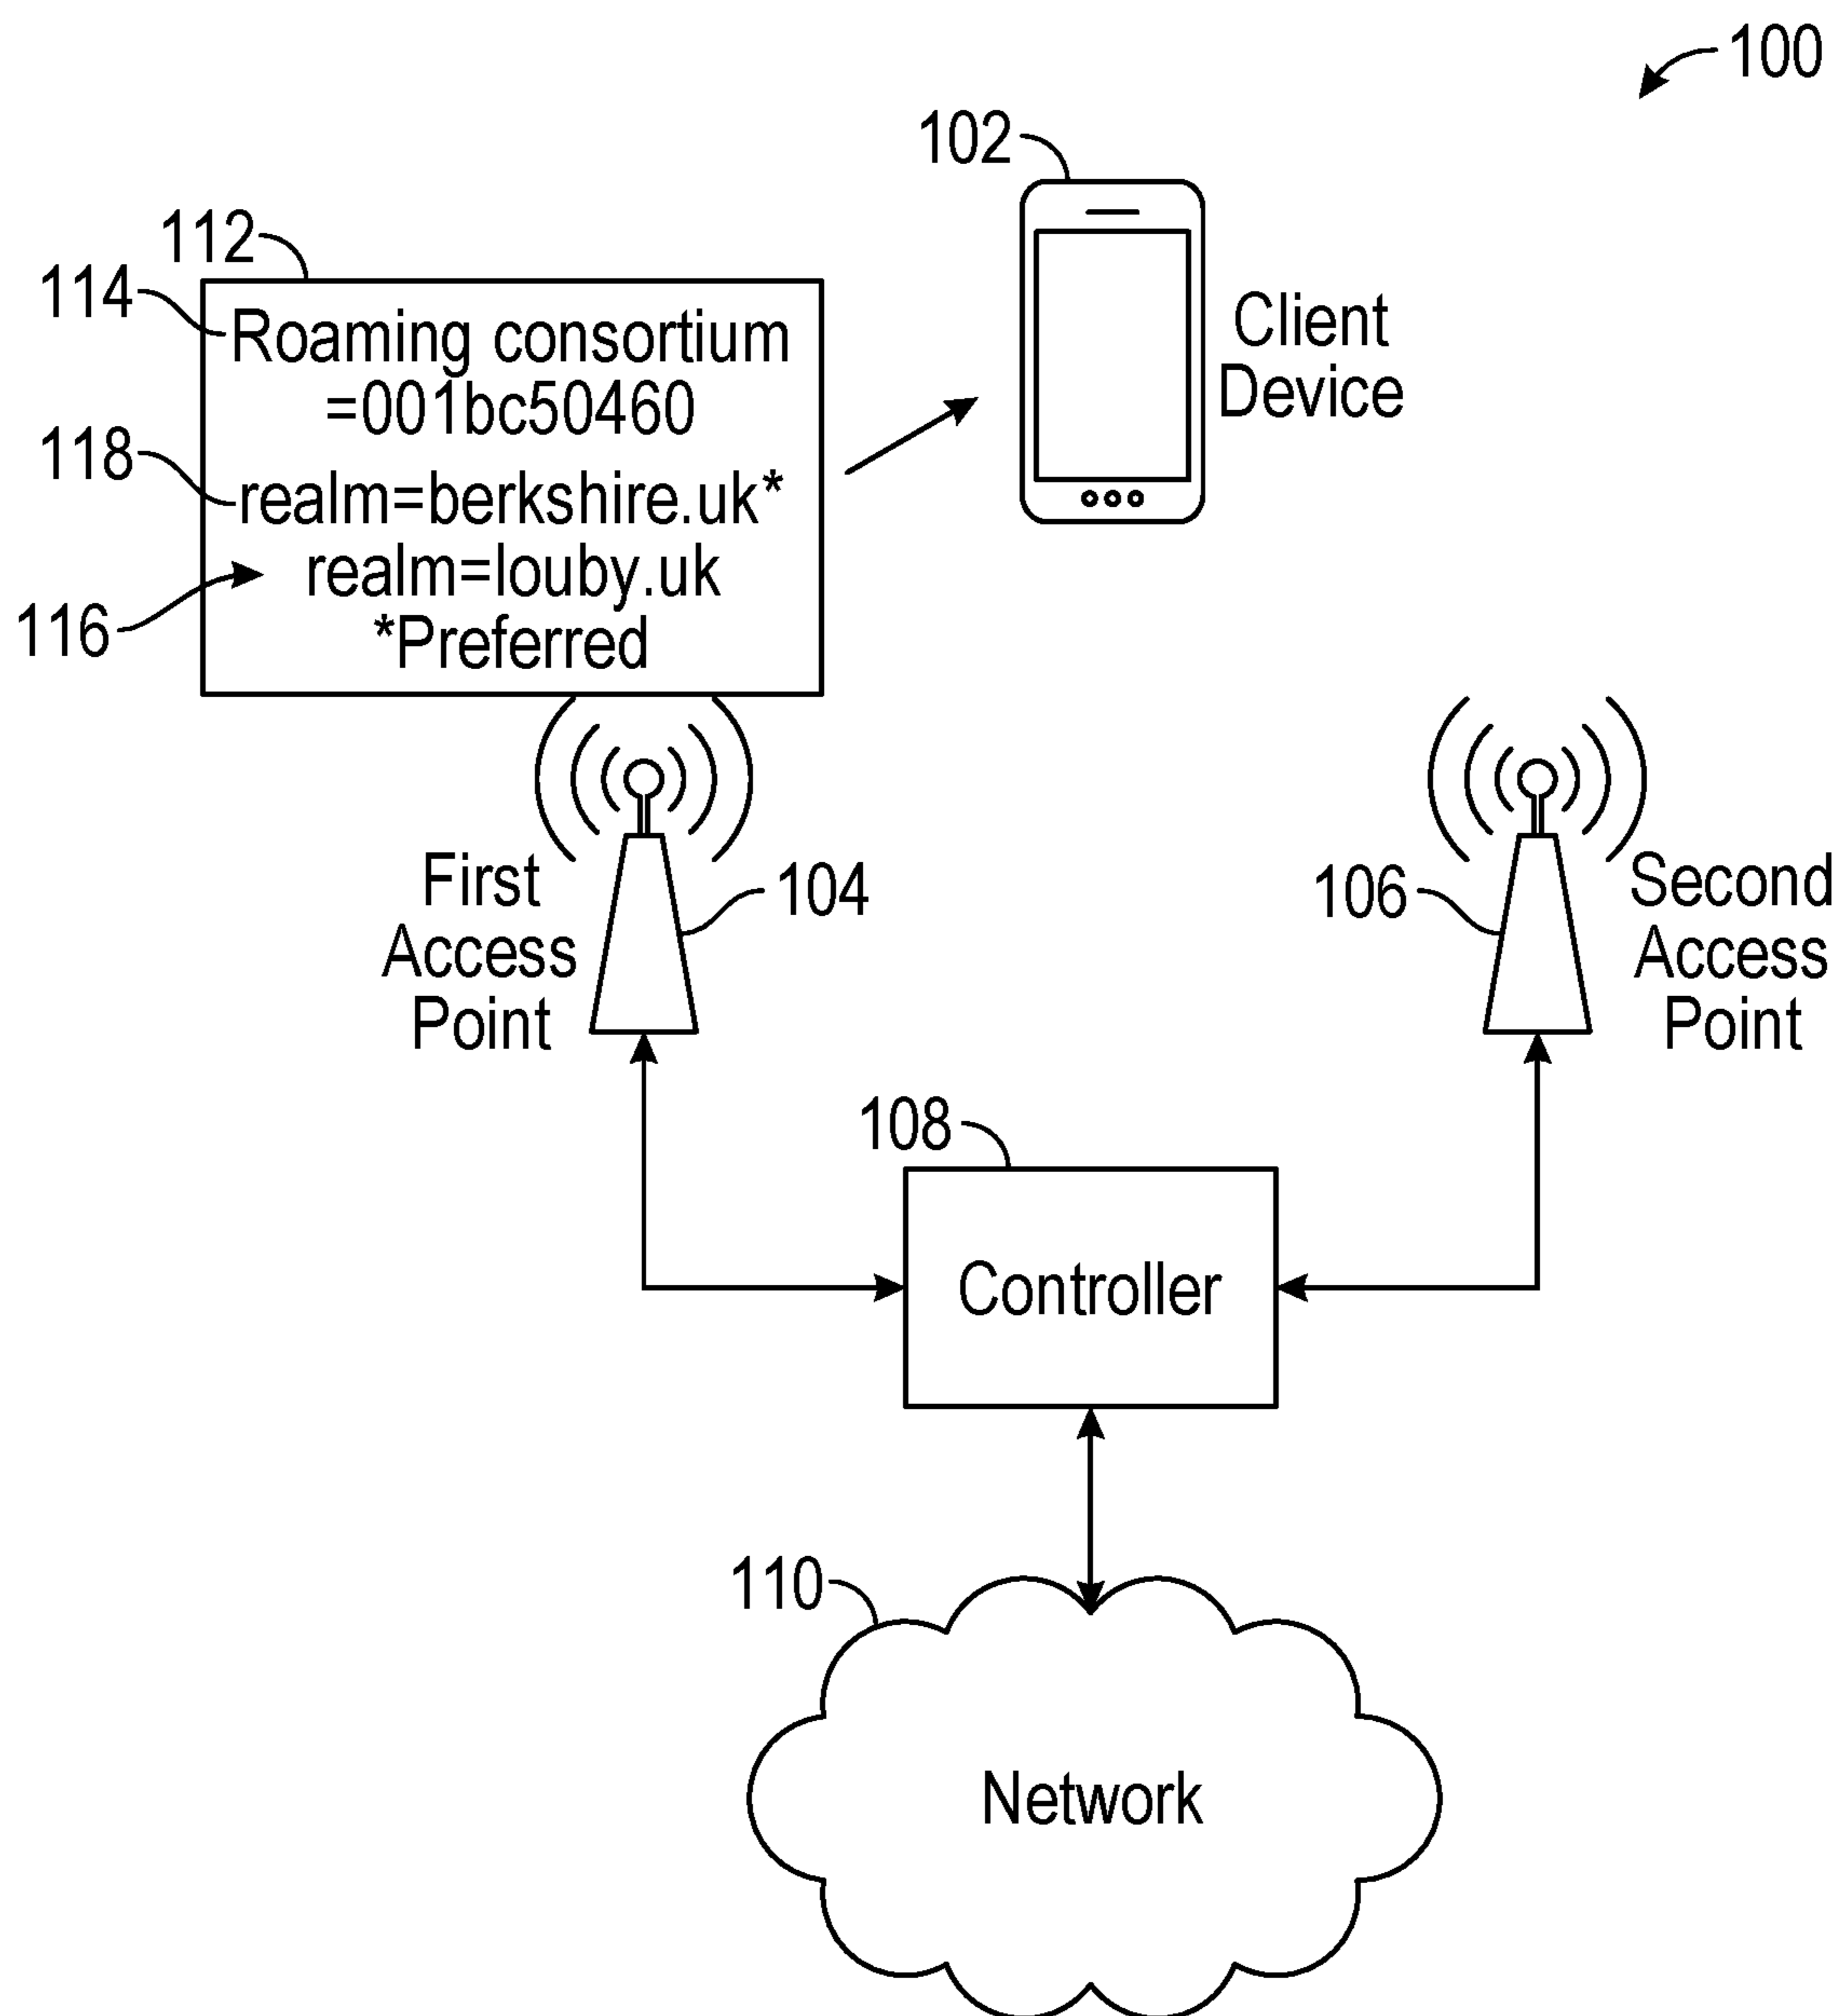 100
102
112
114
Roaming consortium
=001bc50460
118
realm=berkshire.uk*
realm=louby.uk
116
*Preferred
Client
Device
First
Access
Point
104
106
Second
Access
Point
108
Controller
110
Network